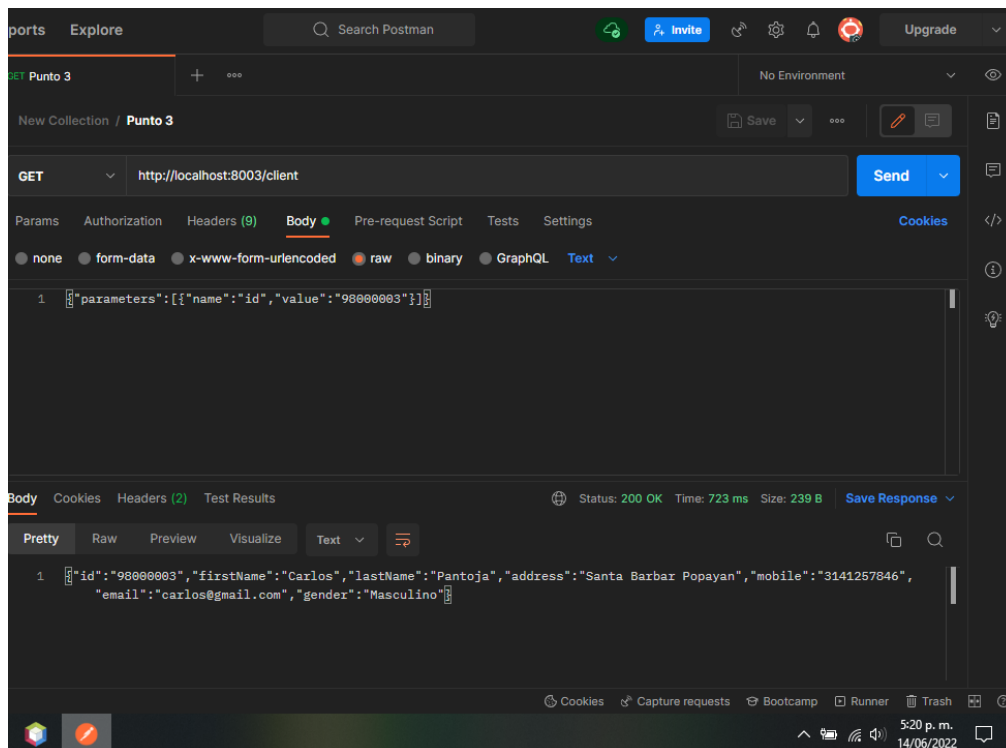 ports Explore Search Postman Invite Upgrade
GET Punto 3 No Environment
New Collection / Punto 3 Save
GET http://localhost:8003/client Send
Params Authorization Headers (9) Body Pre-request Script Tests Settings Cookies
none form-data x-www-form-urlencoded raw binary GraphQL Text
1 {"parameters":[{"name":"id","value":"98000003"}]}
Body Cookies Headers (2) Test Results Status: 200 OK Time: 723 ms Size: 239 B Save Response
Pretty Raw Preview Visualize Text
1 {"id":"98000003","firstName":"Carlos","lastName":"Pantoja","address":"Santa Barbar Popayan","mobile":"3141257846",
"email":"carlos@gmail.com","gender":"Masculino"}
Cookies Capture requests Bootcamp Runner Trash
5:20 p. m.
14/06/2022